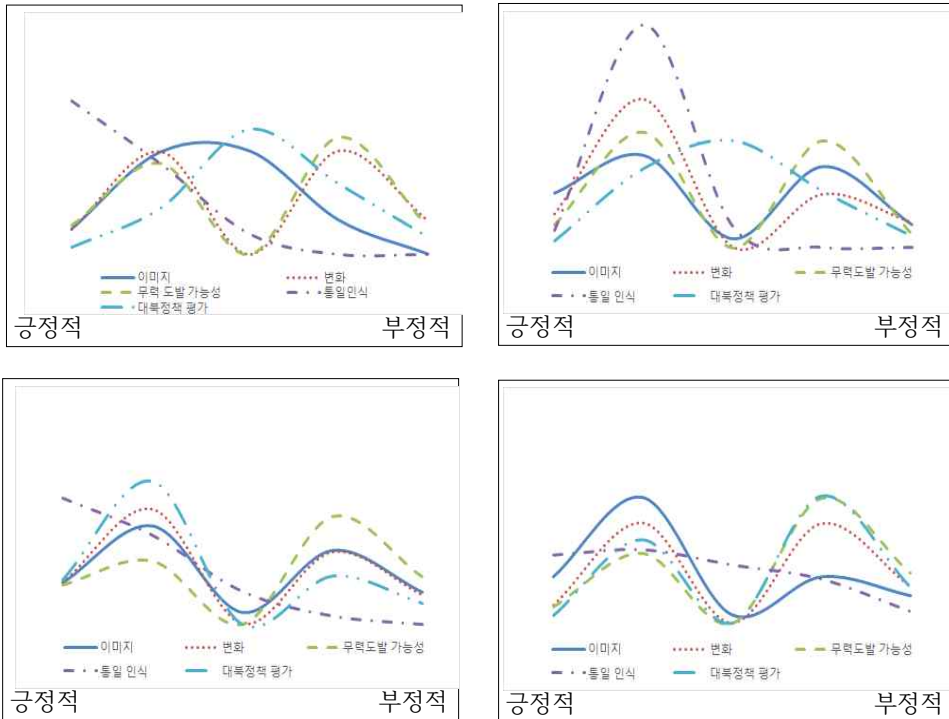 이미지 변화
무력 도발 가능성 통일인식
대북정책 평가
긍정적 부정적
이미지 변화 무력 도발 가능성
통일 인식 대북정책 평가
긍정적 부정적
이미지 변화 무력도발 가능성
통일 인식 대북정책 평가
긍정적 부정적
이미지 변화 무력도발 가능성
통일 인식 대북정책 평가
긍정적 부정적